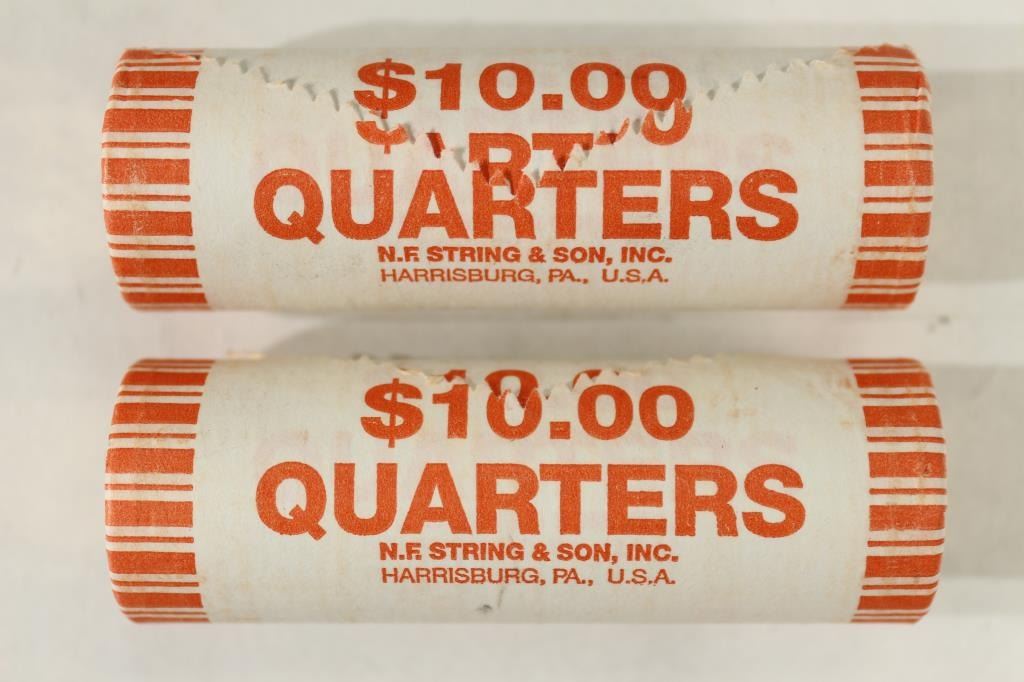 $10.00
QUARTERS
N.F. STRING & SON, INC.
HARRISBURG, PA., U.S.A.
$10.00
QUARTERS
N.F. STRING & SON, INC.
HARRISBURG, PA., U.S.A.